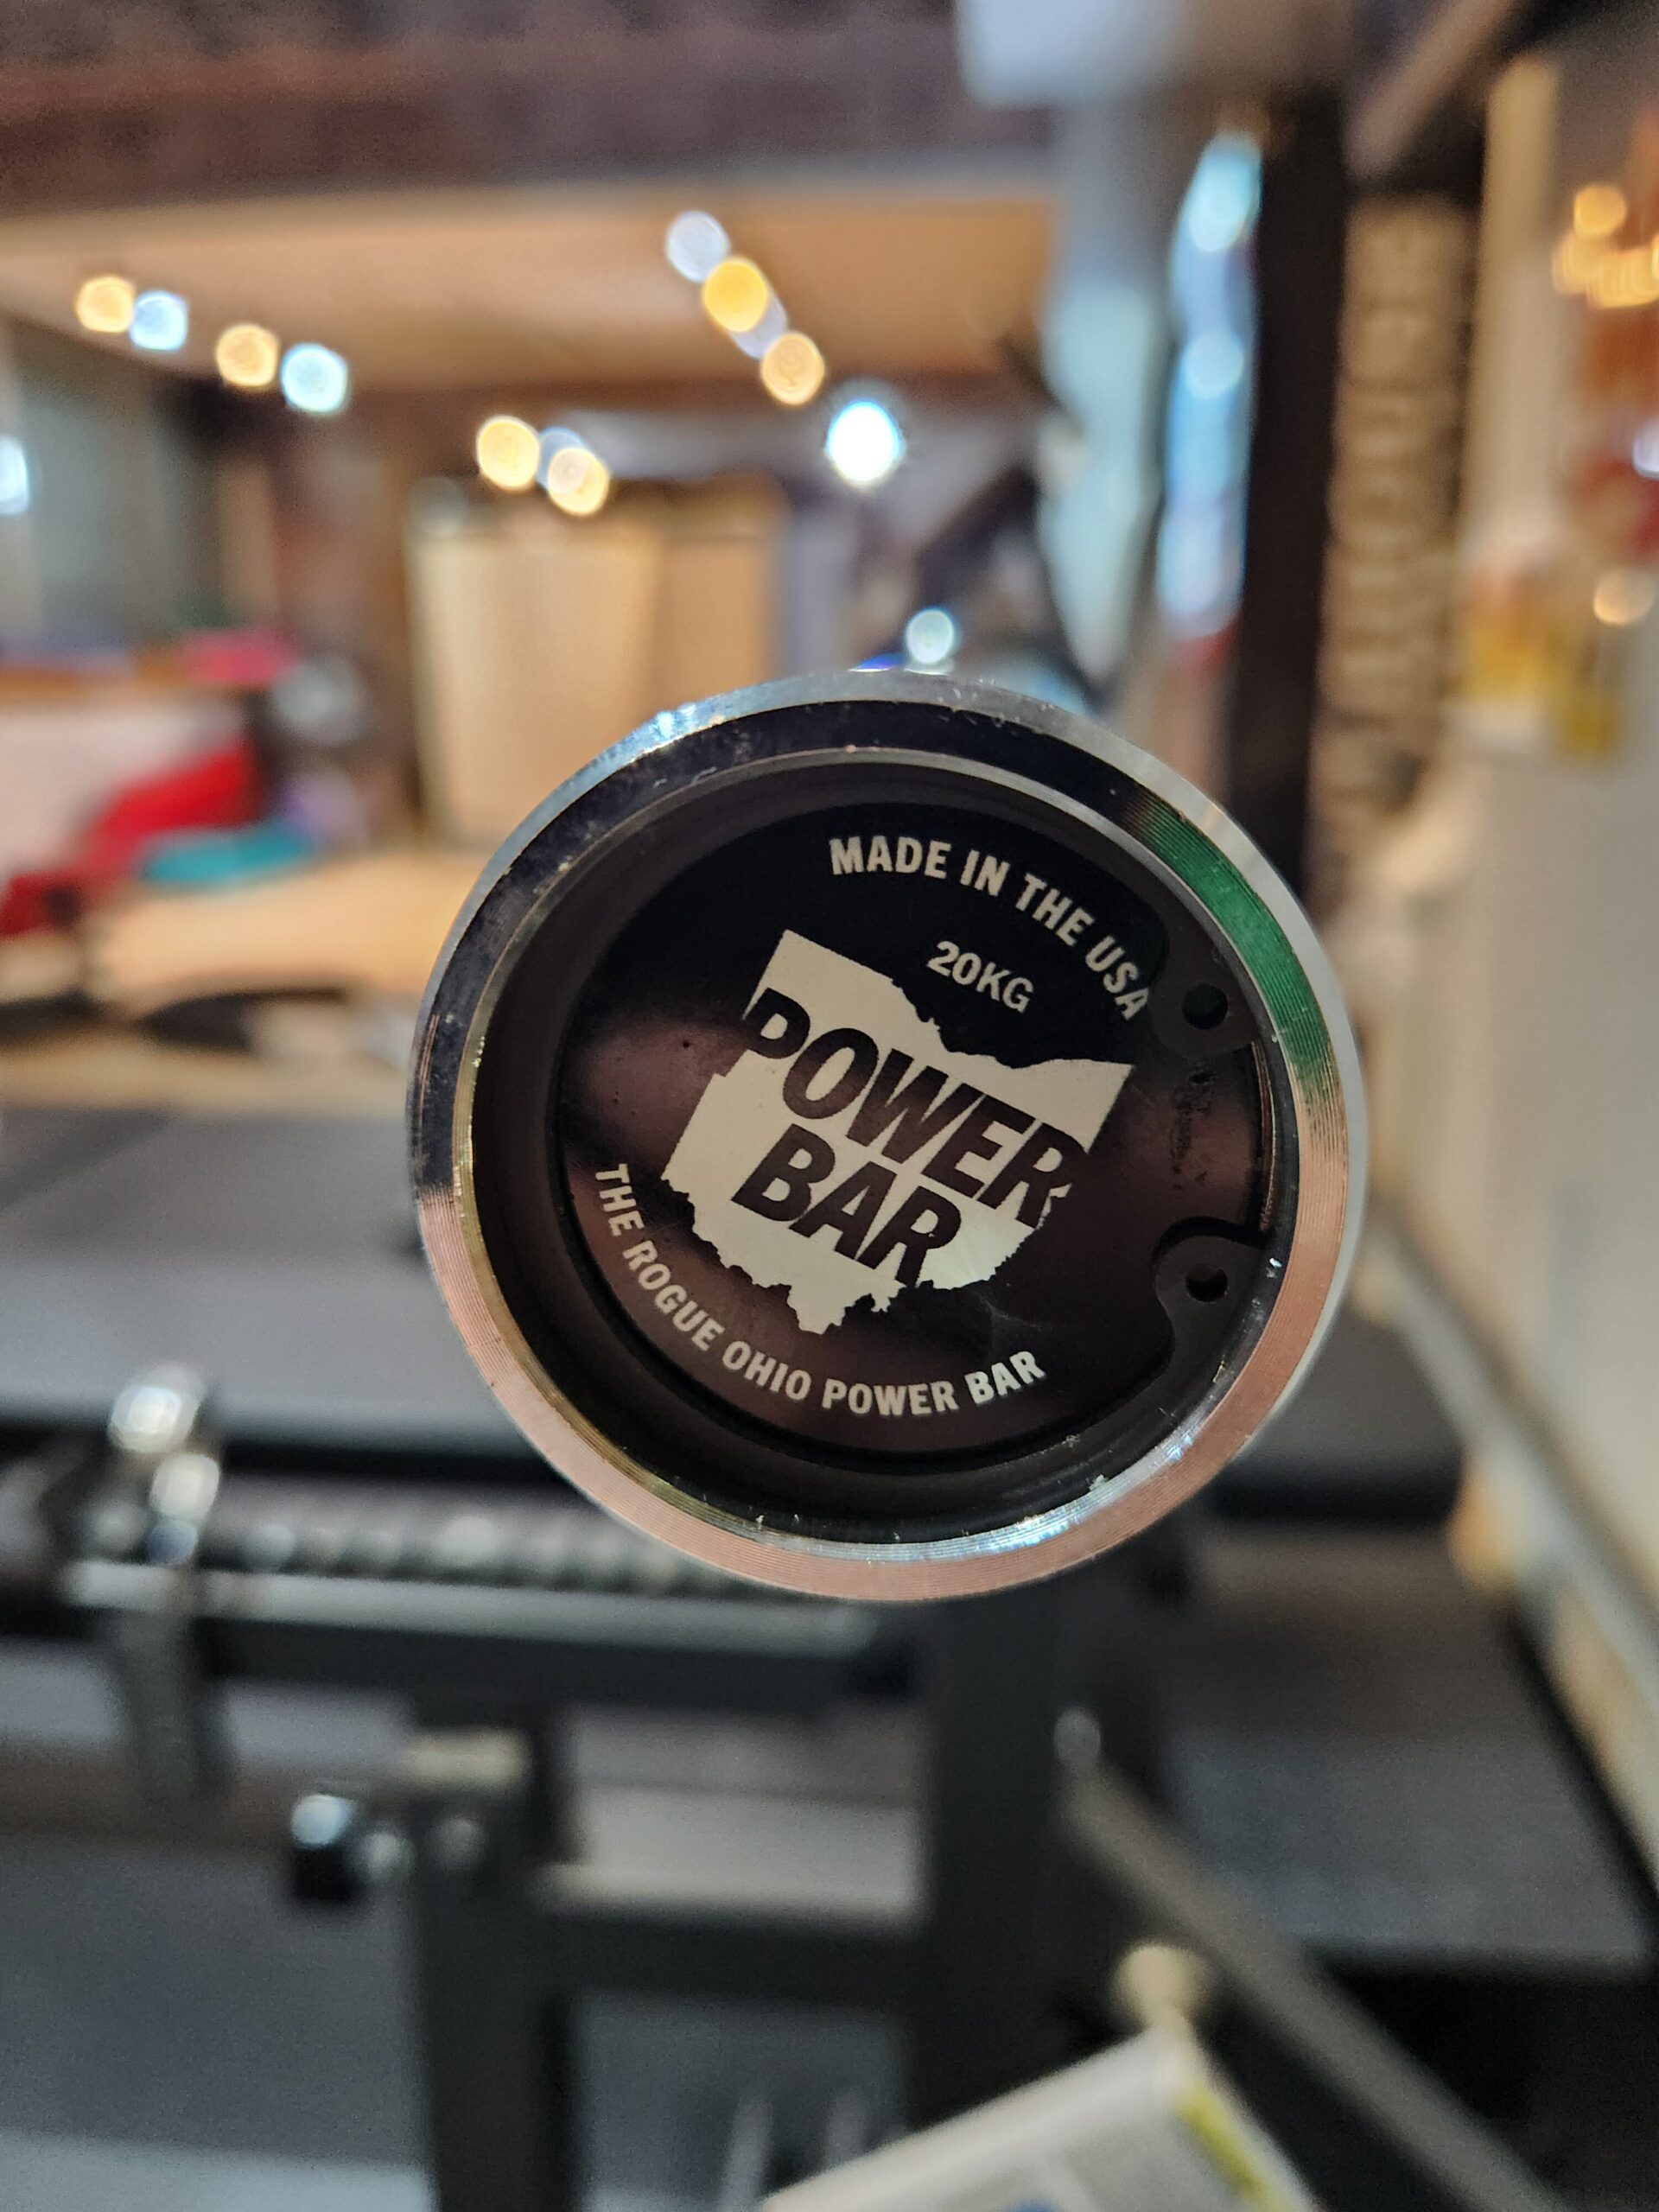 MADE IN THE USA
20KG
POWER
BAR
THE ROGUE OHIO POWER BAR